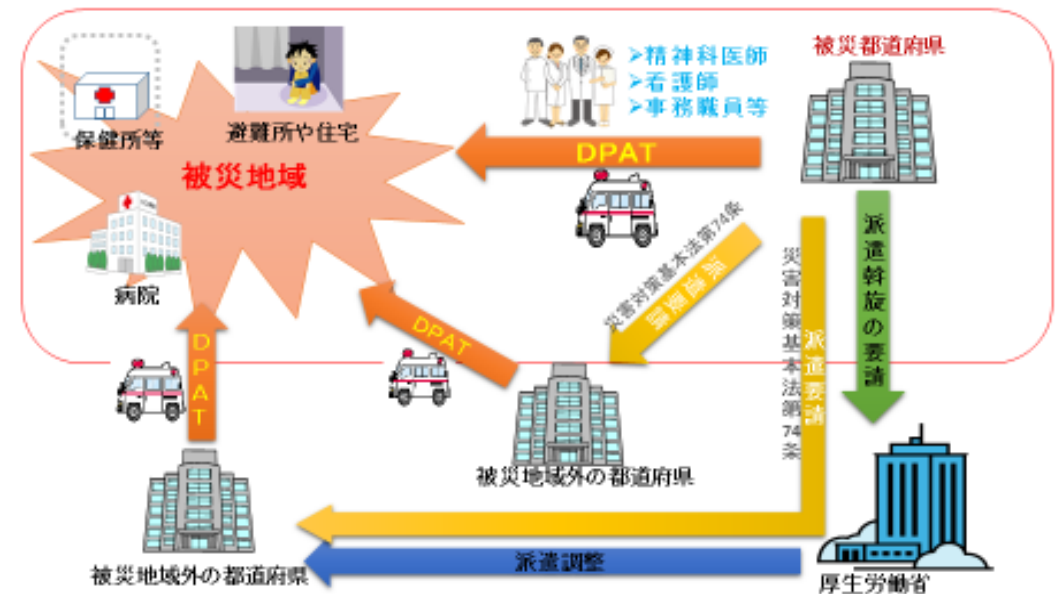 被災都道府県
➢精神科医師
➢看護師
➢事務職員等
保健所等
避難所や住宅
被災地域
DPAT
病院
災害対策基本法第74条
派遣要請
災害対策基本法第74条
派遣要請
派遣斡旋の要請
DPAT
DPAT
被災地域外の都道府県
被災地域外の都道府県
派遣調整
厚生労働省